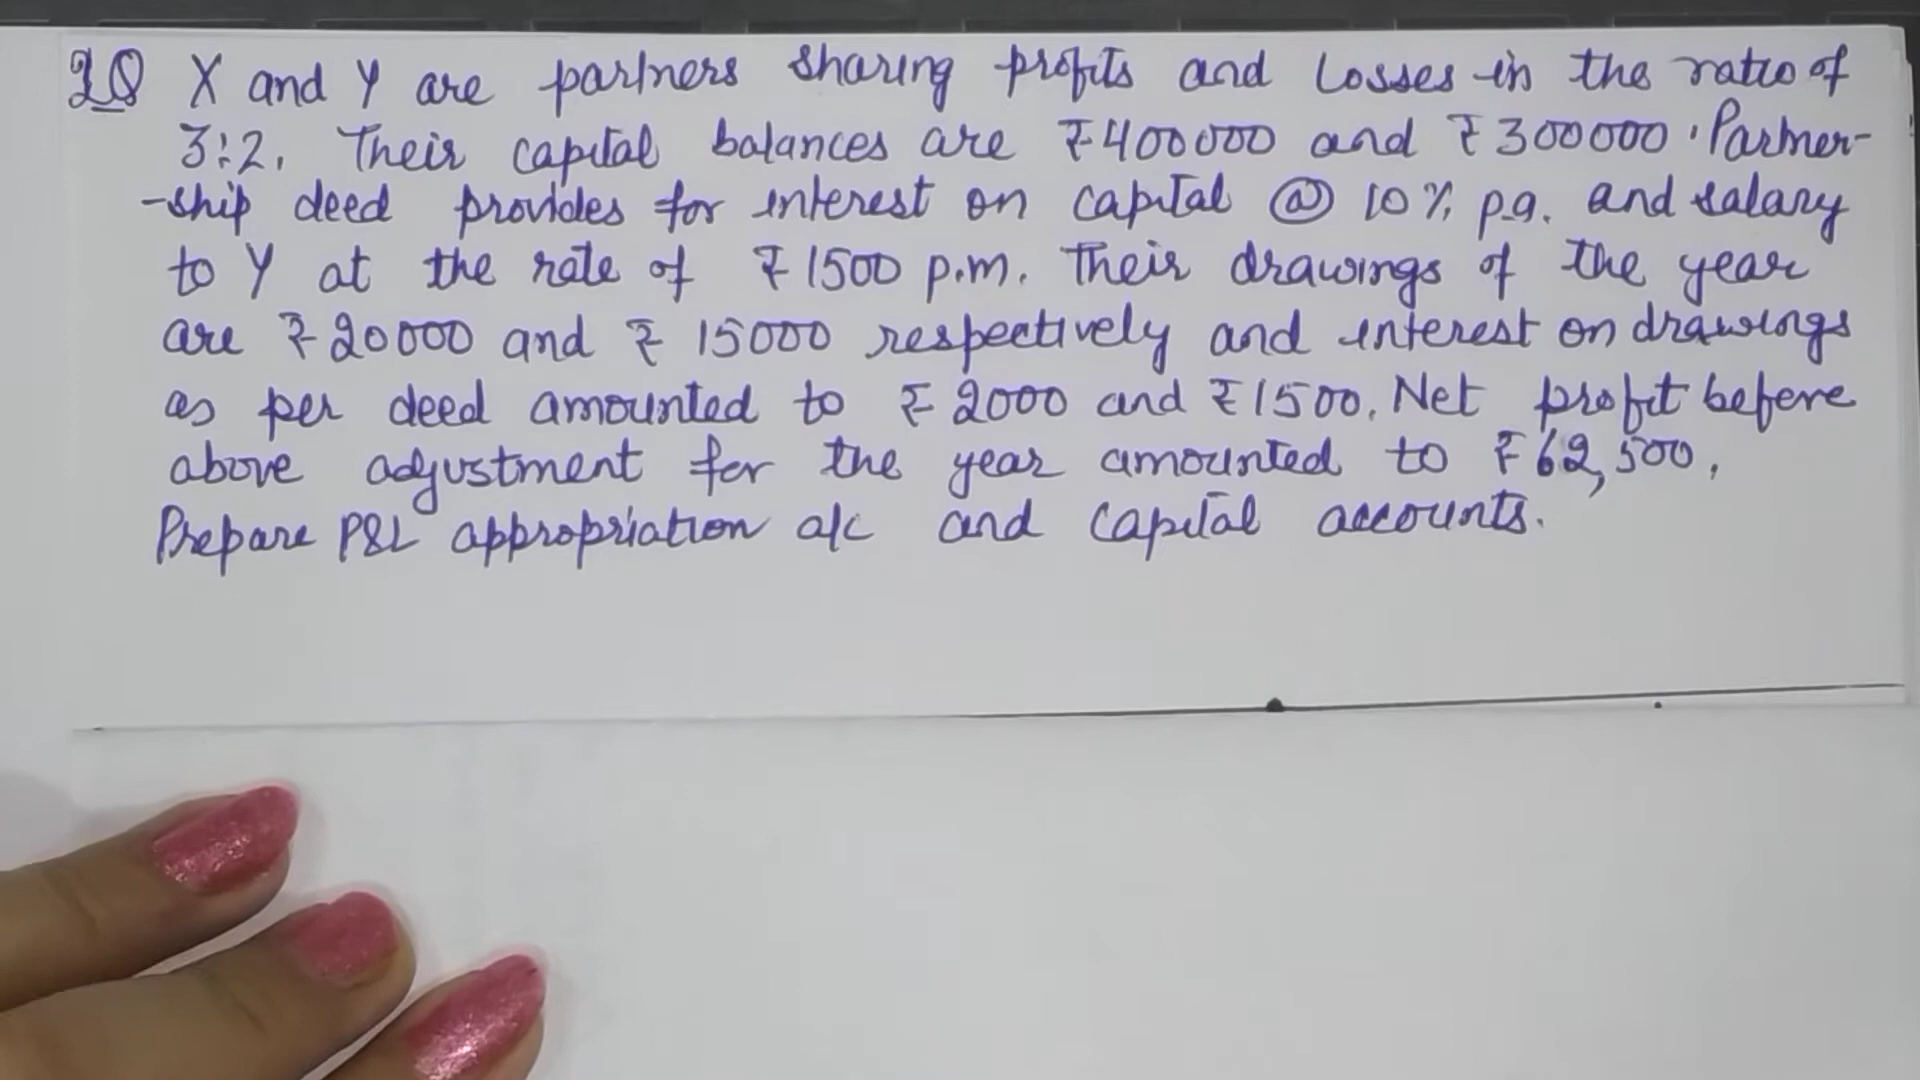 2Q X and Y are partners sharing profits and Losses in the ratio of
3:2. Their capital balances are ₹400000 and ₹300000. Partner-
-ship deed provides for interest on capital @ 10% p.a. and salary
to Y at the rate of ₹1500 p.m. Their drawings of the year
are ₹20000 and ₹ 15000 respectively and interest on drawings
as per deed amounted to ₹2000 and ₹1500. Net profit before
above adjustment for the year amounted to ₹62,500,
Prepare P&L appropriation a/c and capital accounts.